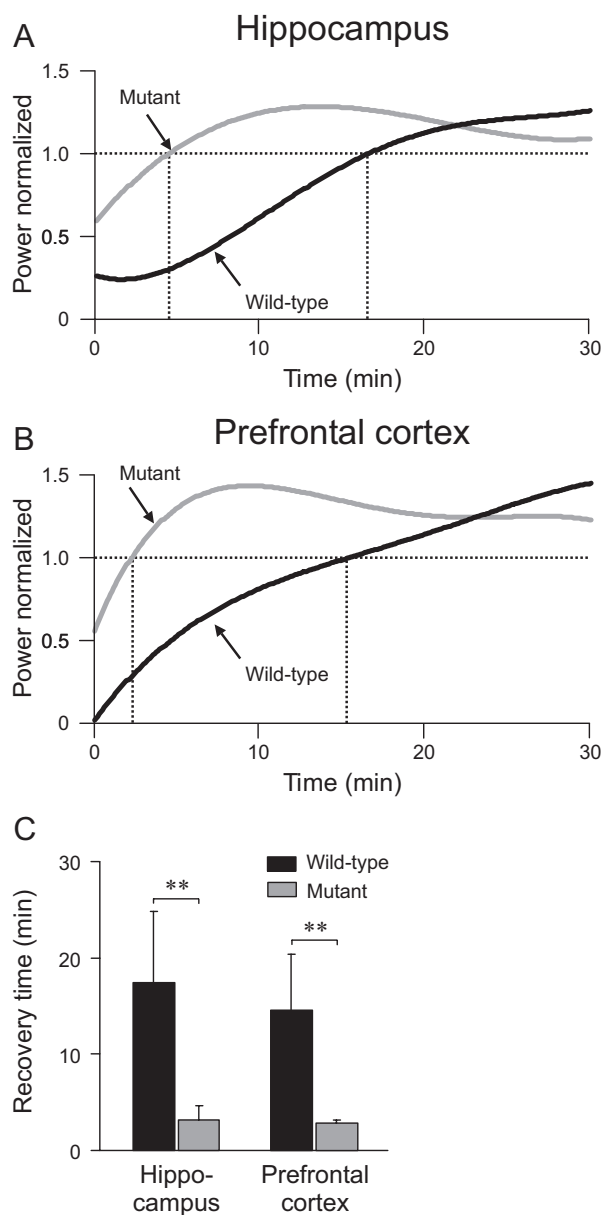 A
Hippocampus
Power normalized
1.5
1.0
0.5
0
Mutant
Wild-type
0
10
20
30
Time (min)
B
Prefrontal cortex
Power normalized
1.5
1.0
0.5
0
Mutant
Wild-type
0
10
20
30
Time (min)
C
Recovery time (min)
30
20
10
0
Wild-type
Mutant
**
**
Hippo-
campus
Prefrontal
cortex